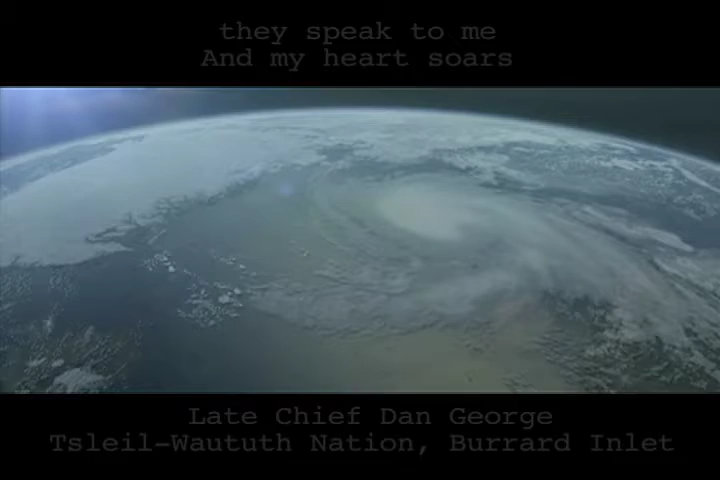 they speak to me
And my heart soars
Late Chief Dan George
Tsleil-Waututh Nation, Burrard Inlet